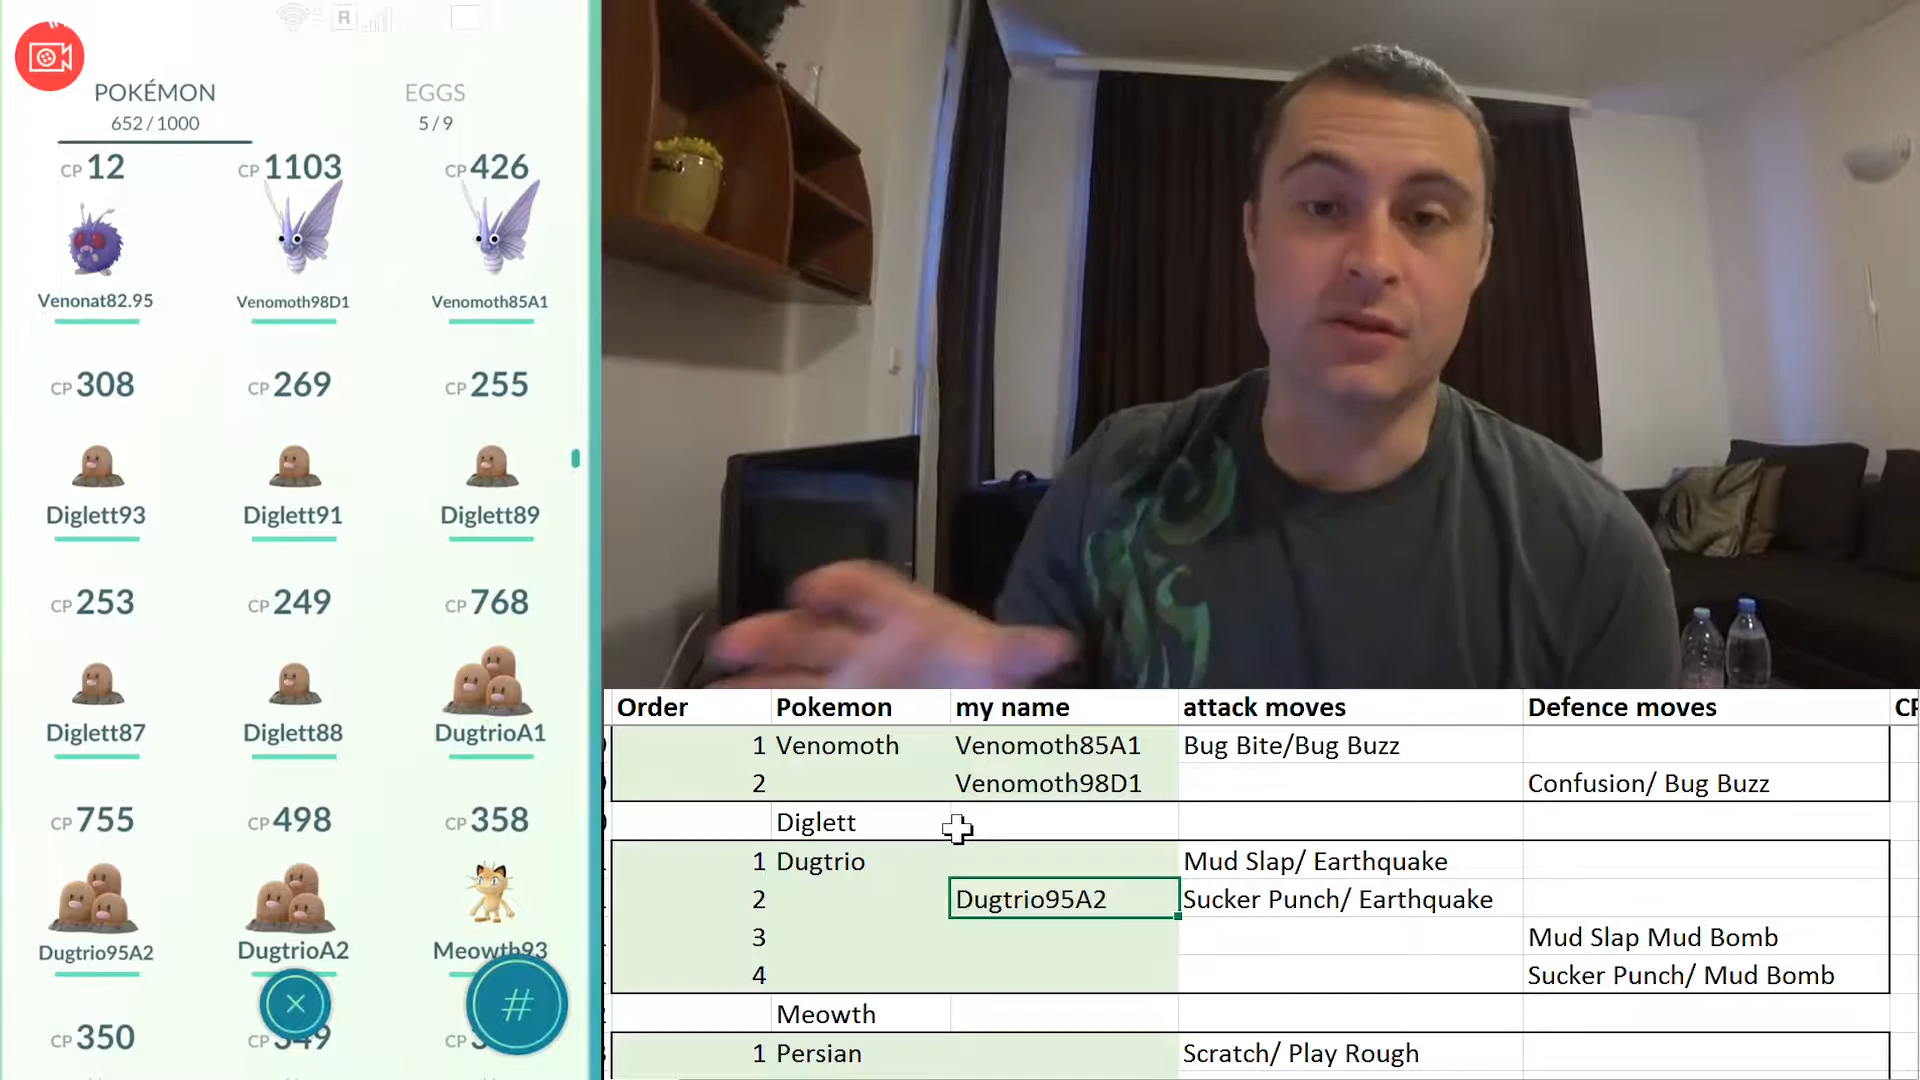 R
POKÉMON EGGS
652 / 1000 5 / 9
CP 12 CP 1103 CP 426
Venonat82.95 Venomoth98D1 Venomoth85A1
CP 308 CP 269 CP 255
Diglett93 Diglett91 Diglett89
CP 253 CP 249 CP 768
Diglett87 Diglett88 DugtrioA1
CP 755 CP 498 CP 358
Dugtrio95A2 DugtrioA2 Meowth93
#
CP 350 CP 349 CP
Order Pokemon my name attack moves Defence moves
1 Venomoth Venomoth85A1 Bug Bite/Bug Buzz
2 Venomoth98D1 Confusion/ Bug Buzz
Diglett
1 Dugtrio Mud Slap/ Earthquake
2 Dugtrio95A2 Sucker Punch/ Earthquake
3 Mud Slap Mud Bomb
4 Sucker Punch/ Mud Bomb
Meowth
1 Persian Scratch/ Play Rough